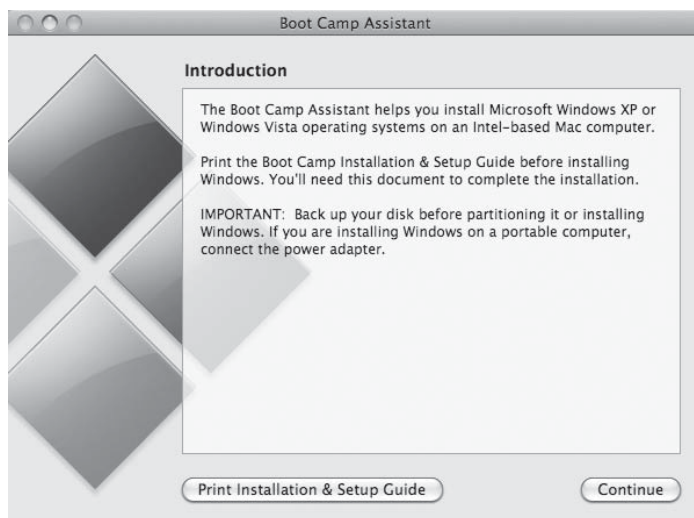 Boot Camp Assistant
Introduction
The Boot Camp Assistant helps you install Microsoft Windows XP or
Windows Vista operating systems on an Intel-based Mac computer.
Print the Boot Camp Installation & Setup Guide before installing
Windows. You'll need this document to complete the installation.
IMPORTANT: Back up your disk before partitioning it or installing
Windows. If you are installing Windows on a portable computer,
connect the power adapter.
Print Installation & Setup Guide
Continue